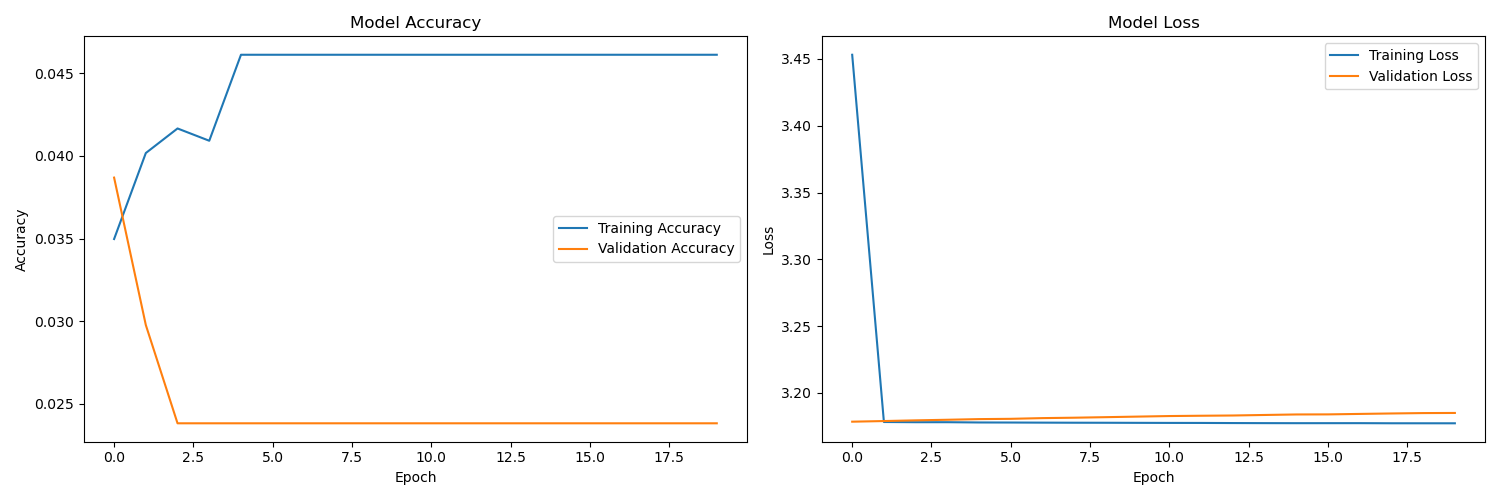 Model Accuracy
0.045
0.040
0.035
0.030
0.025
Accuracy
Training Accuracy
Validation Accuracy
0.0 2.5 5.0 7.5 10.0 12.5 15.0 17.5
Epoch
Model Loss
3.45
3.40
3.35
3.30
3.25
3.20
Loss
Training Loss
Validation Loss
0.0 2.5 5.0 7.5 10.0 12.5 15.0 17.5
Epoch